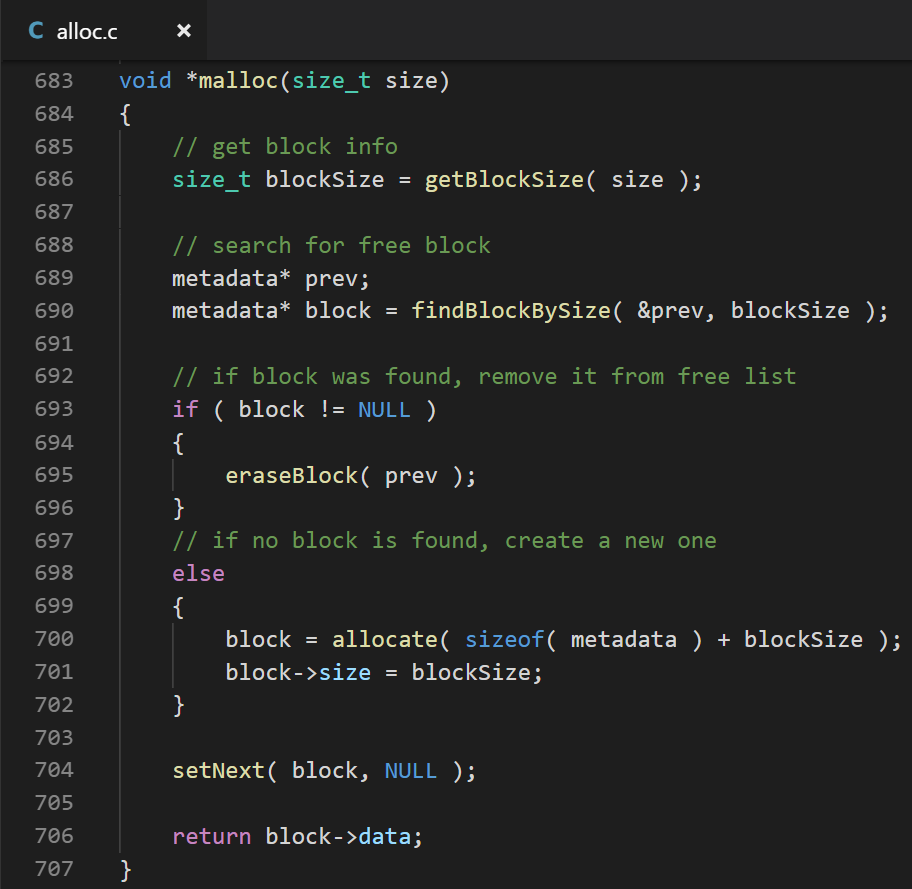 C alloc.c ×
683 void *malloc(size_t size)
684 {
685 // get block info
686 size_t blockSize = getBlockSize( size );
687
688 // search for free block
689 metadata* prev;
690 metadata* block = findBlockBySize( &prev, blockSize );
691
692 // if block was found, remove it from free list
693 if ( block != NULL )
694 {
695 eraseBlock( prev );
696 }
697 // if no block is found, create a new one
698 else
699 {
700 block = allocate( sizeof( metadata ) + blockSize );
701 block->size = blockSize;
702 }
703
704 setNext( block, NULL );
705
706 return block->data;
707 }